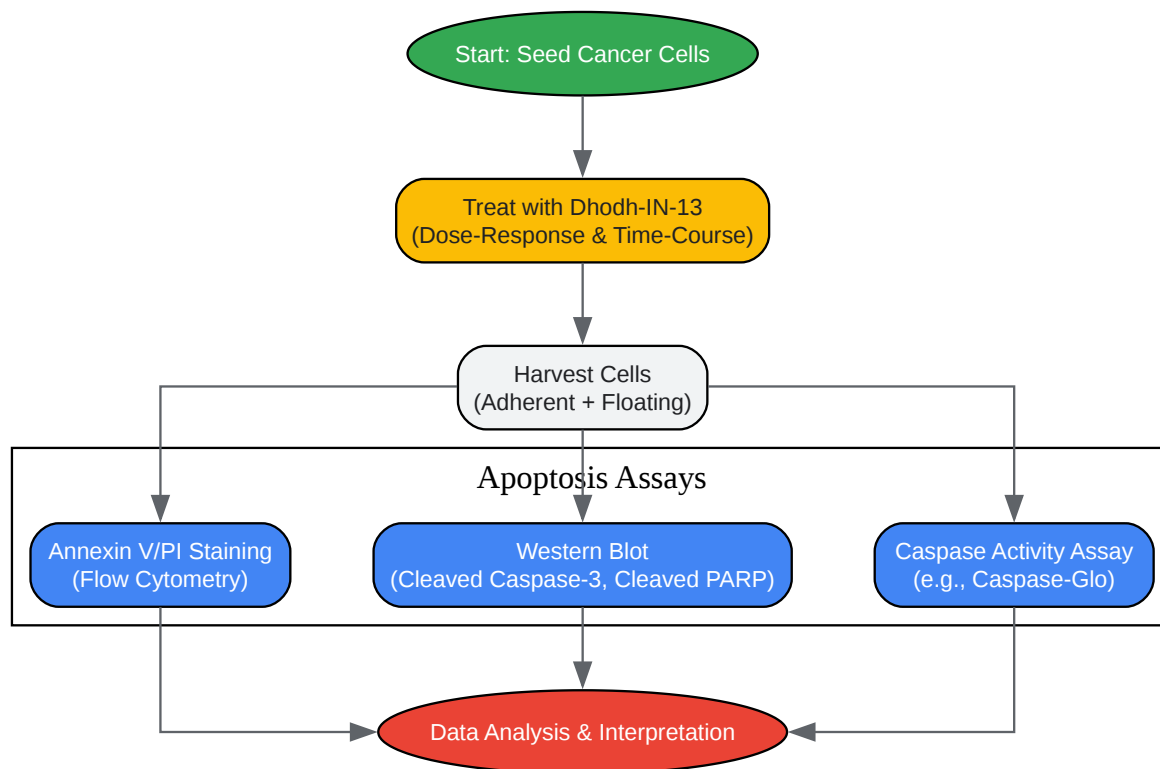 Start: Seed Cancer Cells
Treat with Dhodh-IN-13
(Dose-Response & Time-Course)
Harvest Cells
(Adherent + Floating)
Apoptosis Assays
Annexin V/PI Staining
(Flow Cytometry)
Western Blot
(Cleaved Caspase-3, Cleaved PARP)
Caspase Activity Assay
(e.g., Caspase-Glo)
Data Analysis & Interpretation